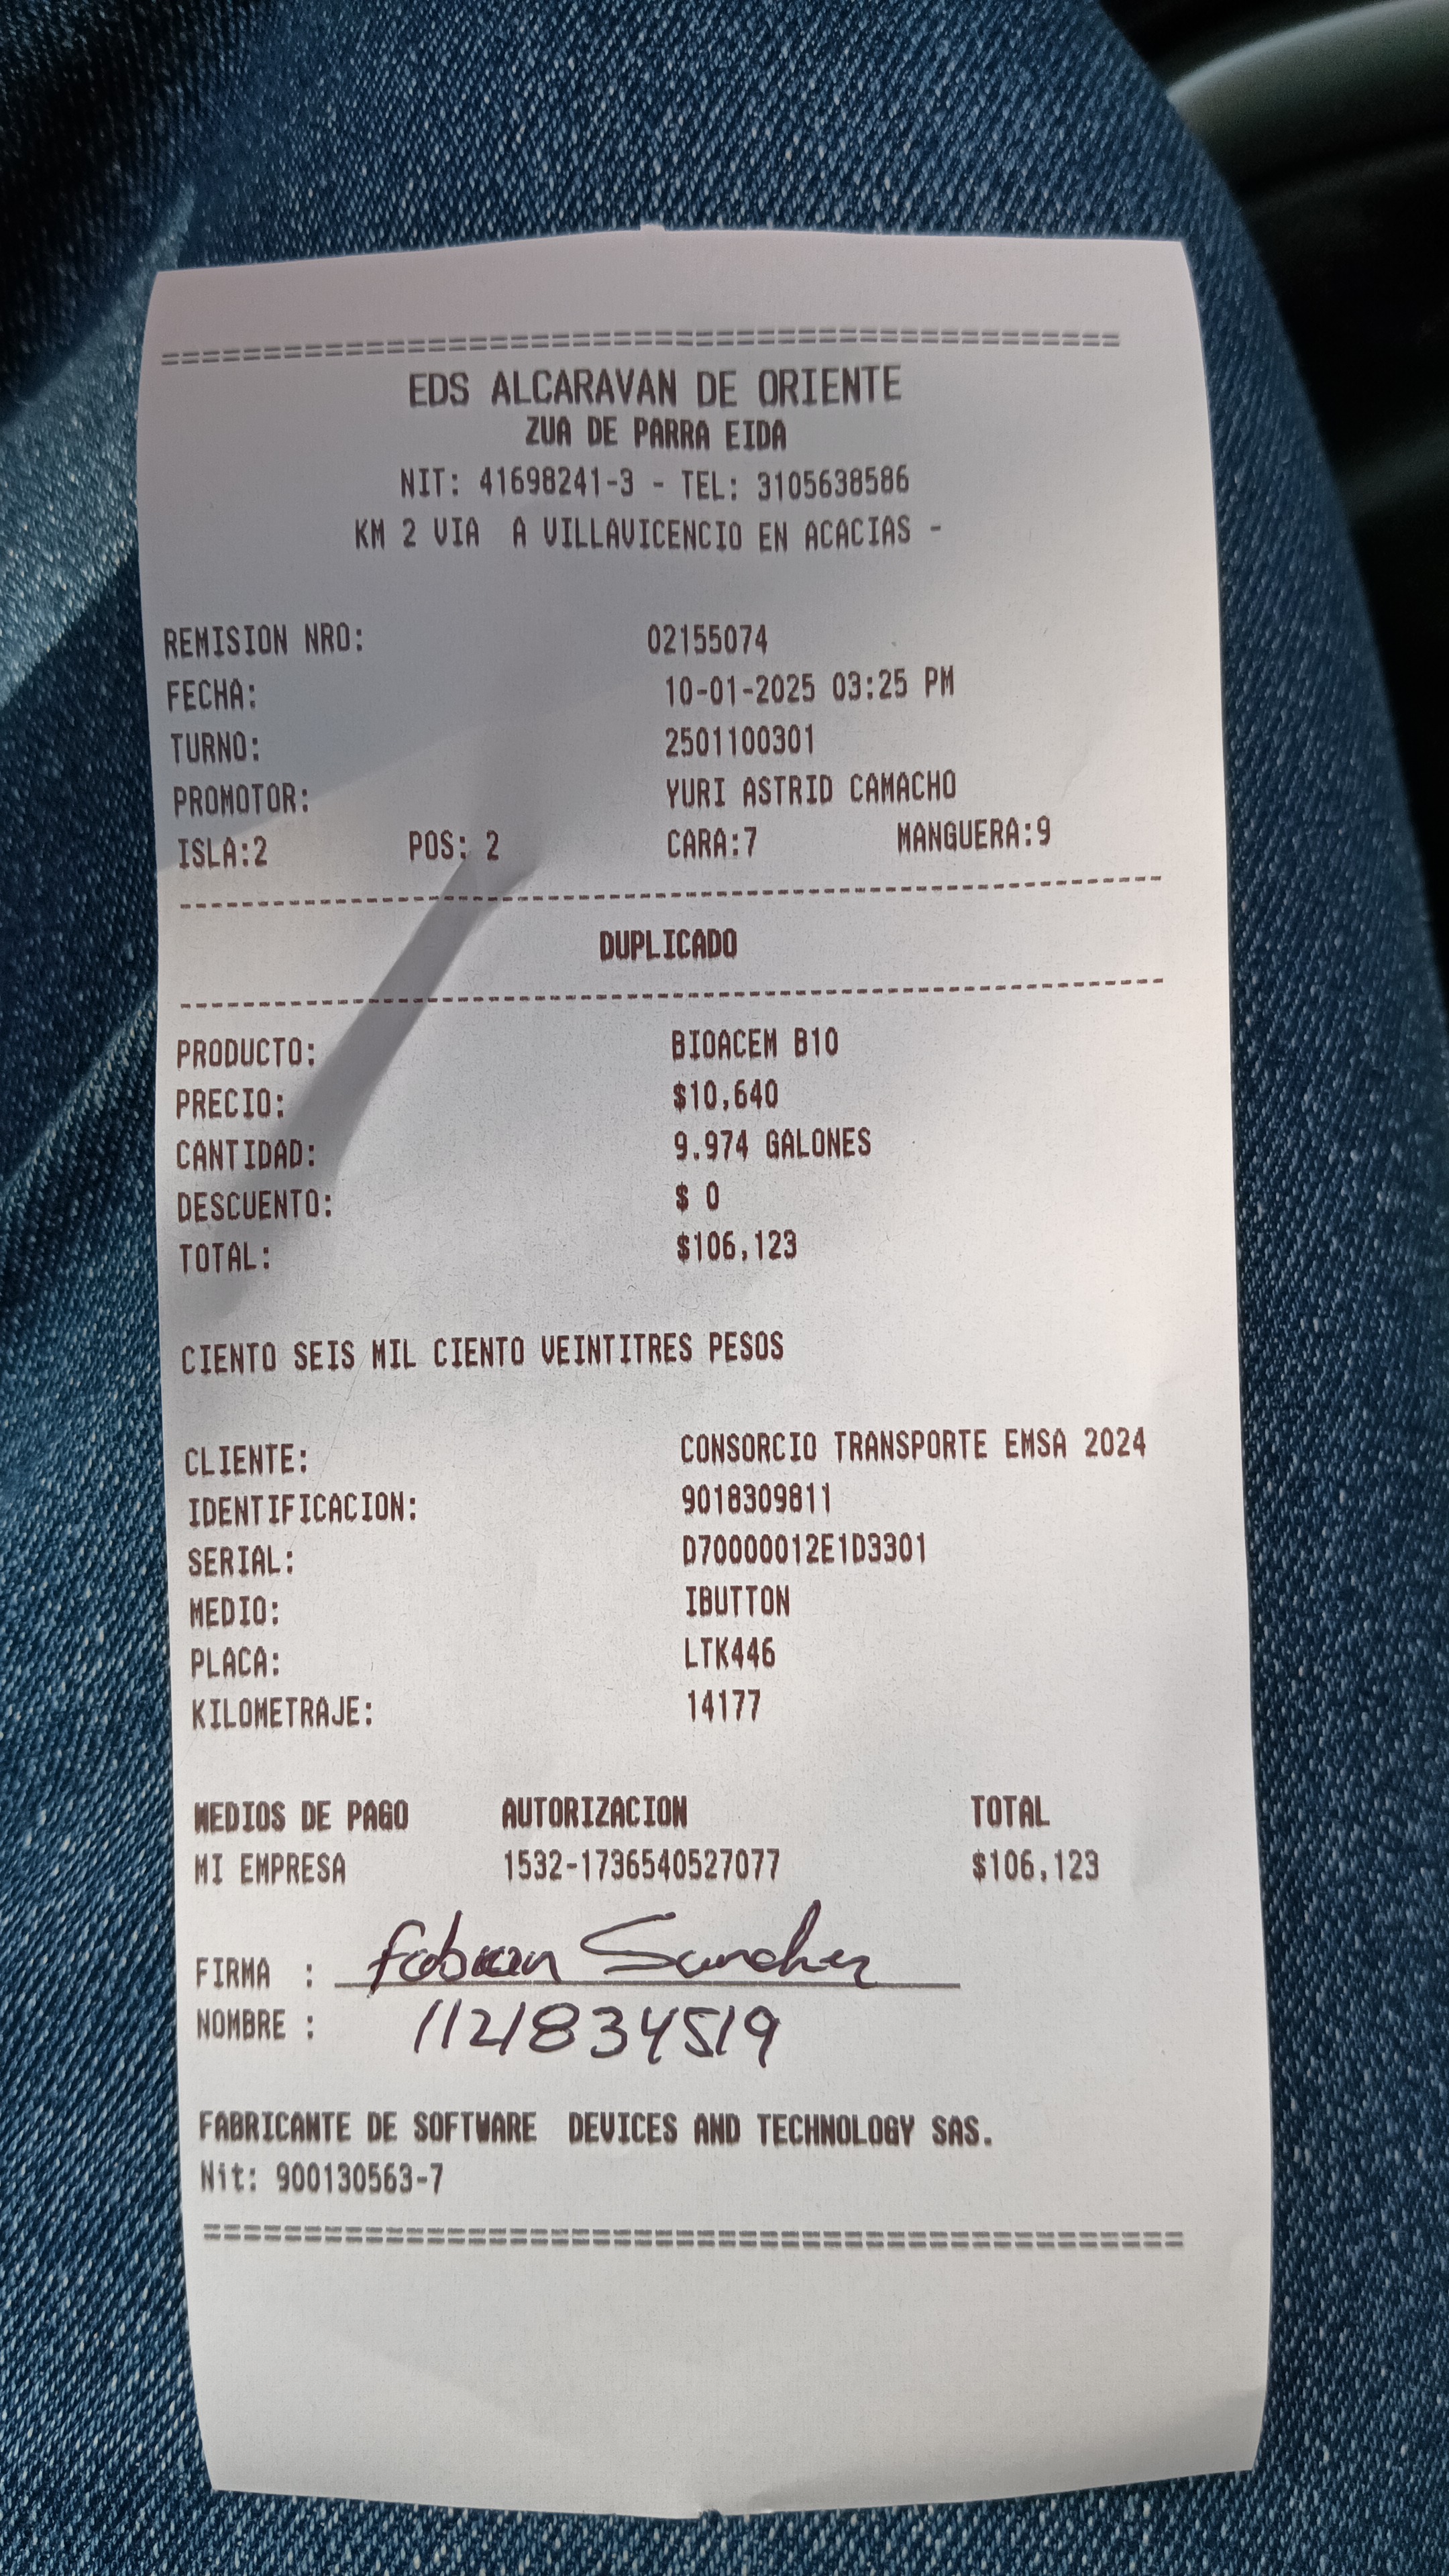 ================================================
EDS ALCARAVAN DE ORIENTE
ZUA DE PARRA EIDA
NIT: 41698241-3 - TEL: 3105638586
KM 2 VIA A VILLAVICENCIO EN ACACIAS -
REMISION NRO: 02155074
FECHA: 10-01-2025 03:25 PM
TURNO: 2501100301
PROMOTOR: YURI ASTRID CAMACHO
ISLA:2 POS: 2 CARA:7 MANGUERA:9
------------------------------------------------
DUPLICADO
------------------------------------------------
PRODUCTO: BIOACEM B10
PRECIO: $10,640
CANTIDAD: 9.974 GALONES
DESCUENTO: $ 0
TOTAL: $106,123
CIENTO SEIS MIL CIENTO VEINTITRES PESOS
CLIENTE: CONSORCIO TRANSPORTE EMSA 2024
IDENTIFICACION: 9018309811
SERIAL: D70000012E1D3301
MEDIO: IBUTTON
PLACA: LTK446
KILOMETRAJE: 14177
MEDIOS DE PAGO AUTORIZACION TOTAL
MI EMPRESA 1532-1736540527077 $106,123
FIRMA : Fabian Sanchez
NOMBRE : 1121834519
FABRICANTE DE SOFTWARE DEVICES AND TECHNOLOGY SAS.
Nit: 900130563-7
================================================